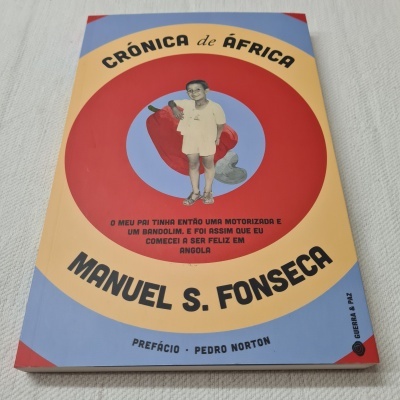 CRÓNICA de ÁFRICA
O MEU PAI TINHA ENTÃO UMA MOTORIZADA E
UM BANDOLIM. E FOI ASSIM QUE EU
COMECEI A SER FELIZ EM
ANGOLA
MANUEL S. FONSECA
PREFÁCIO · PEDRO NORTON
GUERRA & PAZ